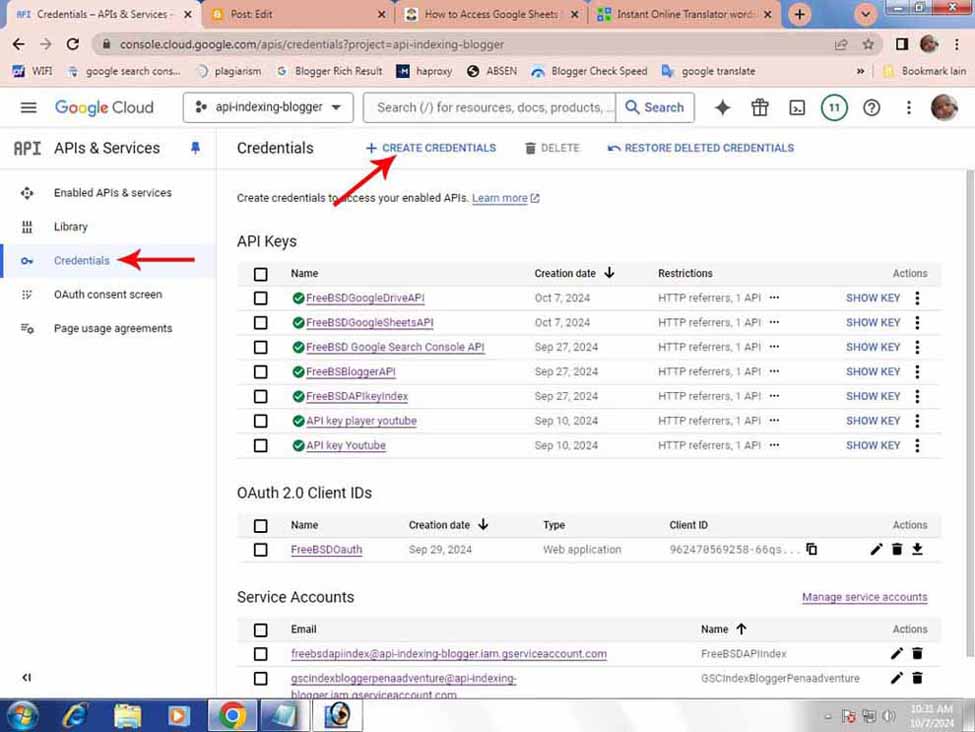 API Credentials – APIs & Services –
Post: Edit
How to Access Google Sheets
Instant Online Translator word
console.cloud.google.com/apis/credentials?project=api-indexing-blogger
WIFI
google search cons...
plagiarism
Blogger Rich Result
haproxy
ABSEN
Blogger Check Speed
google translate
»
Bookmark lain
Google Cloud
api-indexing-blogger
Search (/) for resources, docs, products, ...
Search
11
API APIs & Services
Credentials
+ CREATE CREDENTIALS
DELETE
RESTORE DELETED CREDENTIALS
Enabled APIs & services
Library
Credentials
OAuth consent screen
Page usage agreements
Create credentials to access your enabled APIs. Learn more
API Keys
Name Creation date Restrictions Actions
FreeBSDGoogleDriveAPI Oct 7, 2024 HTTP referrers, 1 API SHOW KEY
FreeBSDGoogleSheetsAPI Oct 7, 2024 HTTP referrers, 1 API SHOW KEY
FreeBSD Google Search Console API Sep 27, 2024 HTTP referrers, 1 API SHOW KEY
FreeBSBloggerAPI Sep 27, 2024 HTTP referrers, 1 API SHOW KEY
FreeBSDAPIkeyIndex Sep 27, 2024 HTTP referrers, 1 API SHOW KEY
API key player youtube Sep 10, 2024 HTTP referrers, 1 API SHOW KEY
API key Youtube Sep 10, 2024 HTTP referrers, 1 API SHOW KEY
OAuth 2.0 Client IDs
Name Creation date Type Client ID Actions
FreeBSDOauth Sep 29, 2024 Web application 962470569258-66qs...
Service Accounts
Manage service accounts
Email Name Actions
freebsdapiindex@api-indexing-blogger.iam.gserviceaccount.com FreeBSDAPIIndex
gscindexbloggerpenaadventure@api-indexing- GSCIndexBloggerPenaadventure
blogger.iam.gserviceaccount.com
10:31 AM
10/7/2024